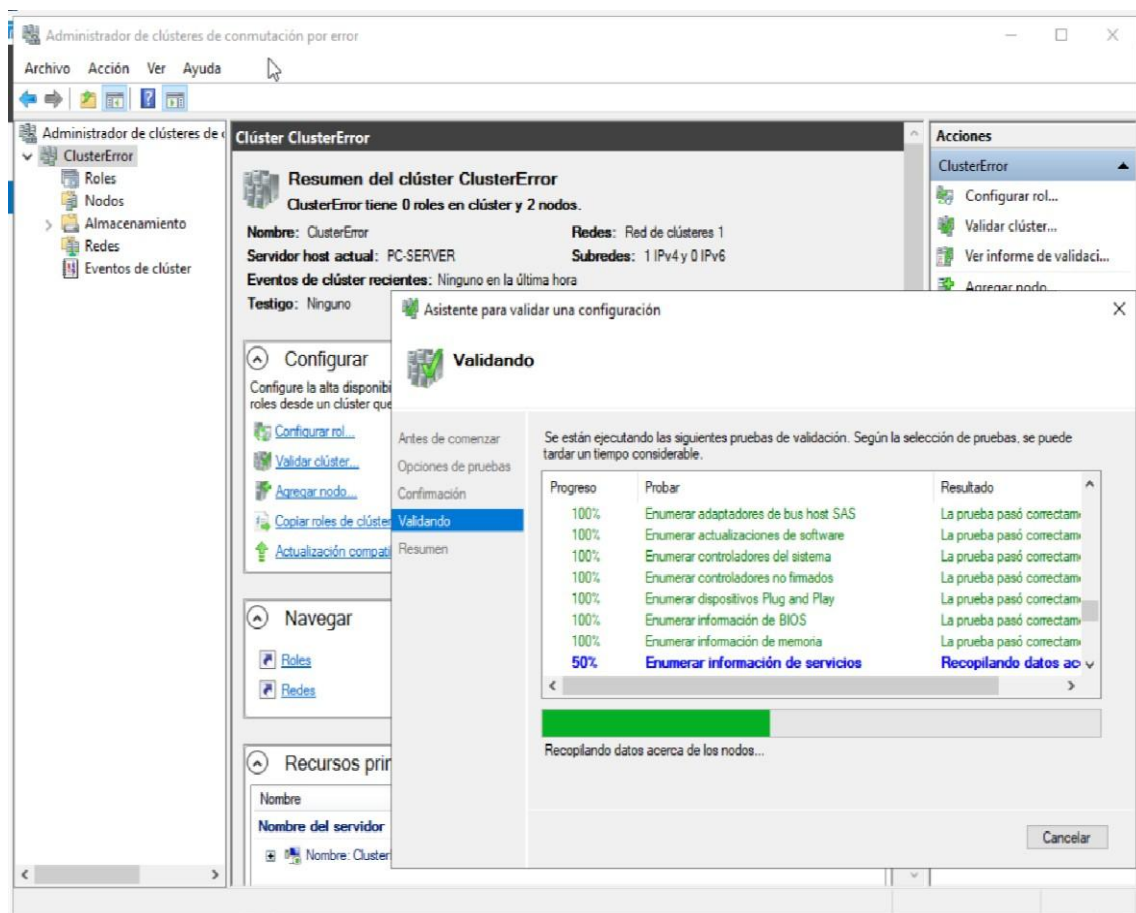 Administrador de clústeres de conmutación por error
Archivo Acción Ver Ayuda
Administrador de clústeres de
ClusterError
Roles
Nodos
Almacenamiento
Redes
Eventos de clúster
Clúster ClusterError
Resumen del clúster ClusterError
ClusterError tiene 0 roles en clúster y 2 nodos.
Nombre: ClusterError
Redes: Red de clústeres 1
Servidor host actual: PC-SERVER
Subredes: 1 IPv4 y 0 IPv6
Eventos de clúster recientes: Ninguno en la última hora
Testigo: Ninguno
Configurar
Configure la alta disponibi
roles desde un clúster que
Configurar rol...
Validar clúster...
Agregar nodo...
Copiar roles de clúster
Actualización compati
Navegar
Roles
Redes
Recursos prin
Nombre
Nombre del servidor
Nombre: Cluster
Acciones
ClusterError
Configurar rol...
Validar clúster...
Ver informe de validaci...
Agregar nodo...
Asistente para validar una configuración
Validando
Antes de comenzar
Opciones de pruebas
Confirmación
Validando
Resumen
Se están ejecutando las siguientes pruebas de validación. Según la selección de pruebas, se puede
tardar un tiempo considerable.
Progreso Probar Resultado
100% Enumerar adaptadores de bus host SAS La prueba pasó correctam
100% Enumerar actualizaciones de software La prueba pasó correctam
100% Enumerar controladores del sistema La prueba pasó correctam
100% Enumerar controladores no firmados La prueba pasó correctam
100% Enumerar dispositivos Plug and Play La prueba pasó correctam
100% Enumerar información de BIOS La prueba pasó correctam
100% Enumerar información de memoria La prueba pasó correctam
50% Enumerar información de servicios Recopilando datos ac
Recopilando datos acerca de los nodos...
Cancelar